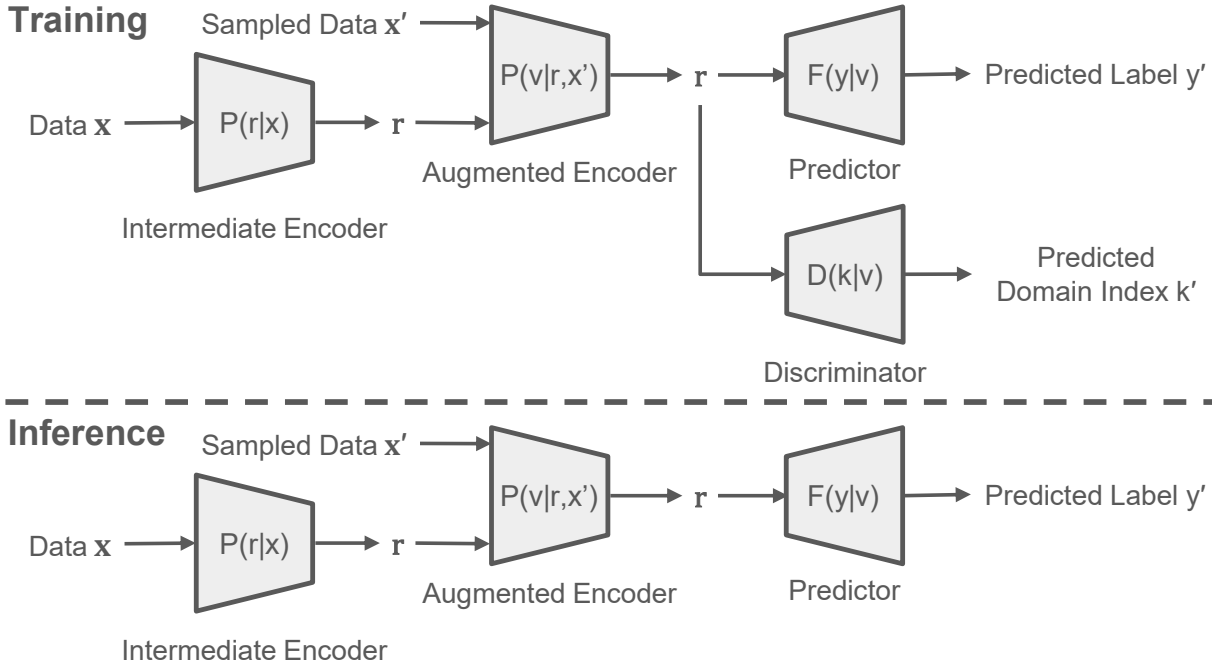 Training
Sampled Data x′
Data x
P(r|x)
r
Intermediate Encoder
P(v|r,x’)
Augmented Encoder
r
F(y|v)
Predictor
Predicted Label y′
D(k|v)
Discriminator
Predicted
Domain Index k′
Inference
Sampled Data x′
Data x
P(r|x)
r
Intermediate Encoder
P(v|r,x’)
Augmented Encoder
r
F(y|v)
Predictor
Predicted Label y′